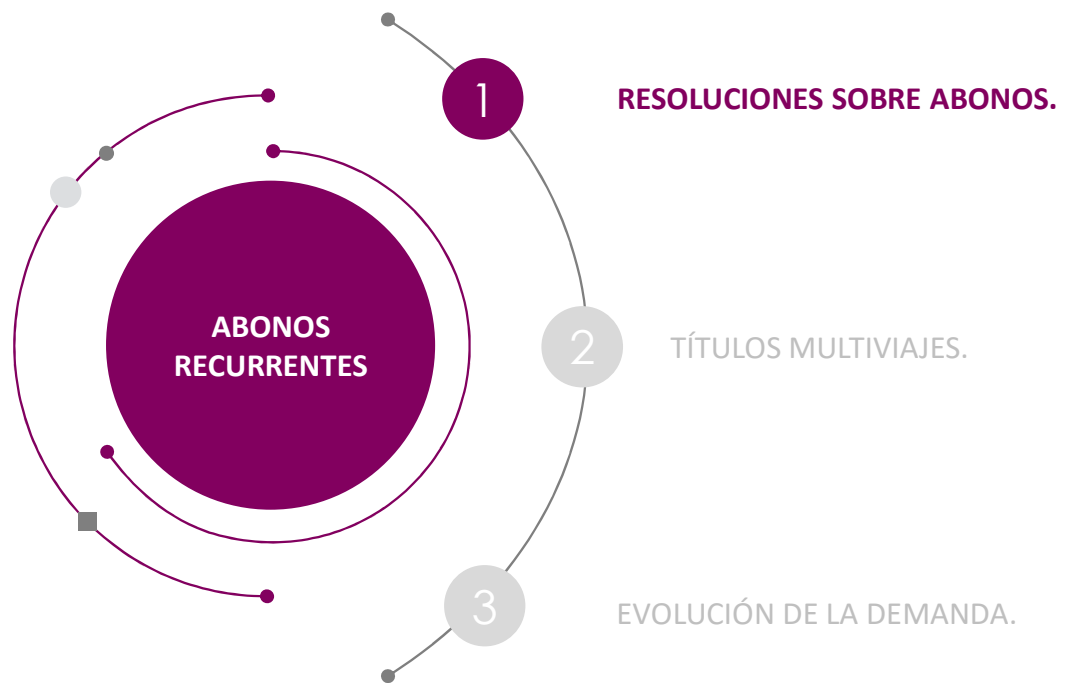 ABONOS
RECURRENTES
1
RESOLUCIONES SOBRE ABONOS.
2
TÍTULOS MULTIVIAJES.
3
EVOLUCIÓN DE LA DEMANDA.